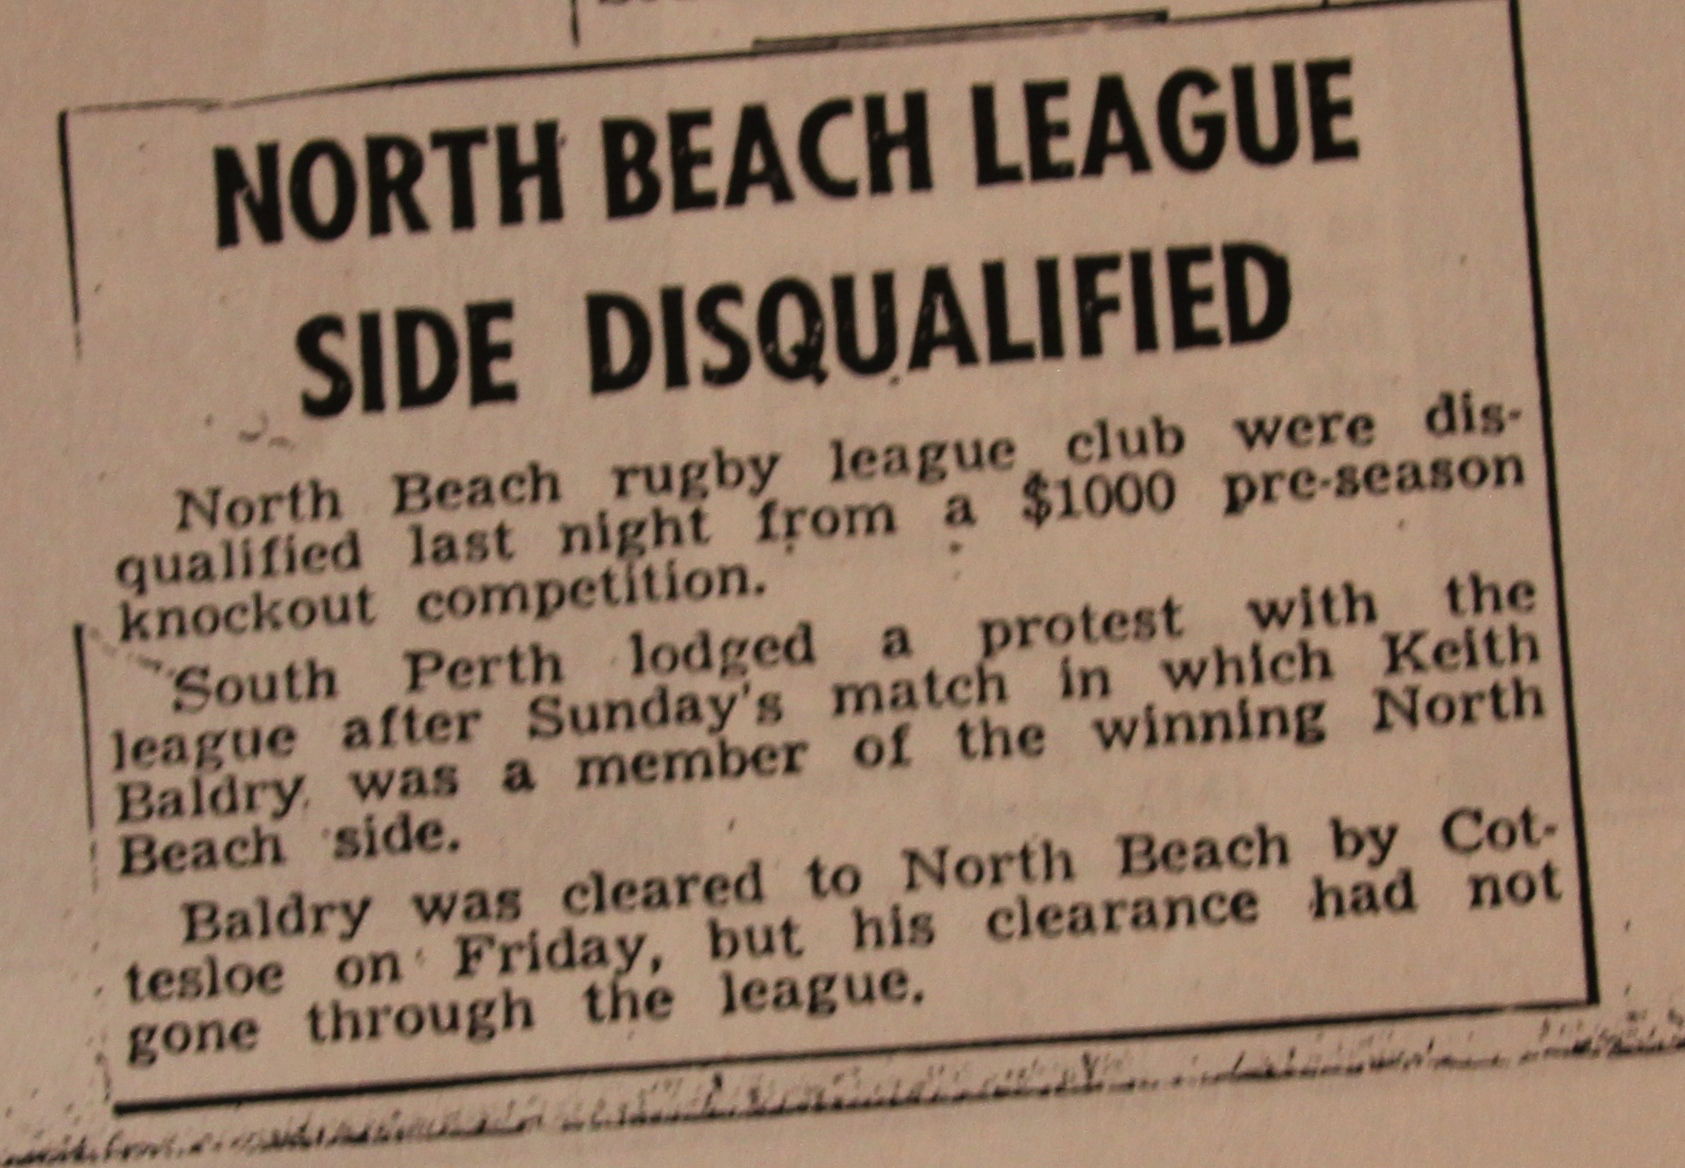 NORTH BEACH LEAGUE
SIDE DISQUALIFIED
North Beach rugby league club were dis-
qualified last night from a $1000 pre-season
knockout competition.
South Perth lodged a protest with the
league after Sunday's match in which Keith
Baldry was a member of the winning North
Beach side.
Baldry was cleared to North Beach by Cot-
tesloe on Friday, but his clearance had not
gone through the league.